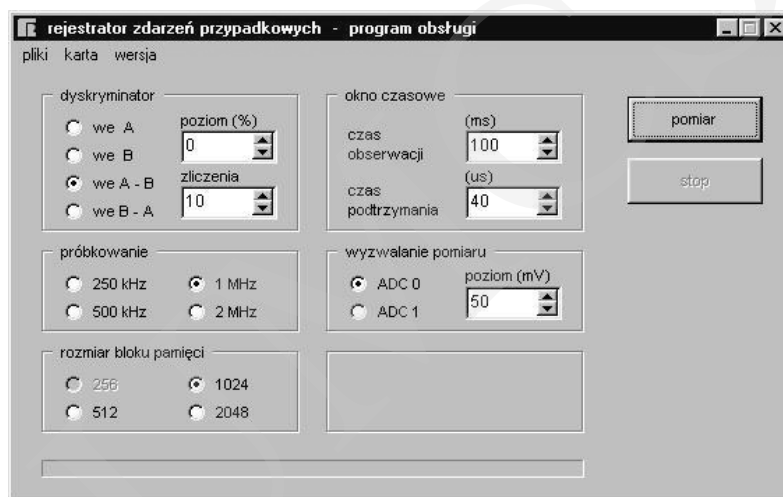 rejestrator zdarzeń przypadkowych - program obsługi
pliki karta wersja
dyskryminator
we A
we B
we A - B
we B - A
poziom (%)
0
zliczenia
10
okno czasowe
(ms)
czas
obserwacji
100
(us)
czas
podtrzymania
40
pomiar
stop
próbkowanie
250 kHz
1 MHz
500 kHz
2 MHz
wyzwalanie pomiaru
ADC 0
ADC 1
poziom (mV)
50
rozmiar bloku pamięci
256
1024
512
2048